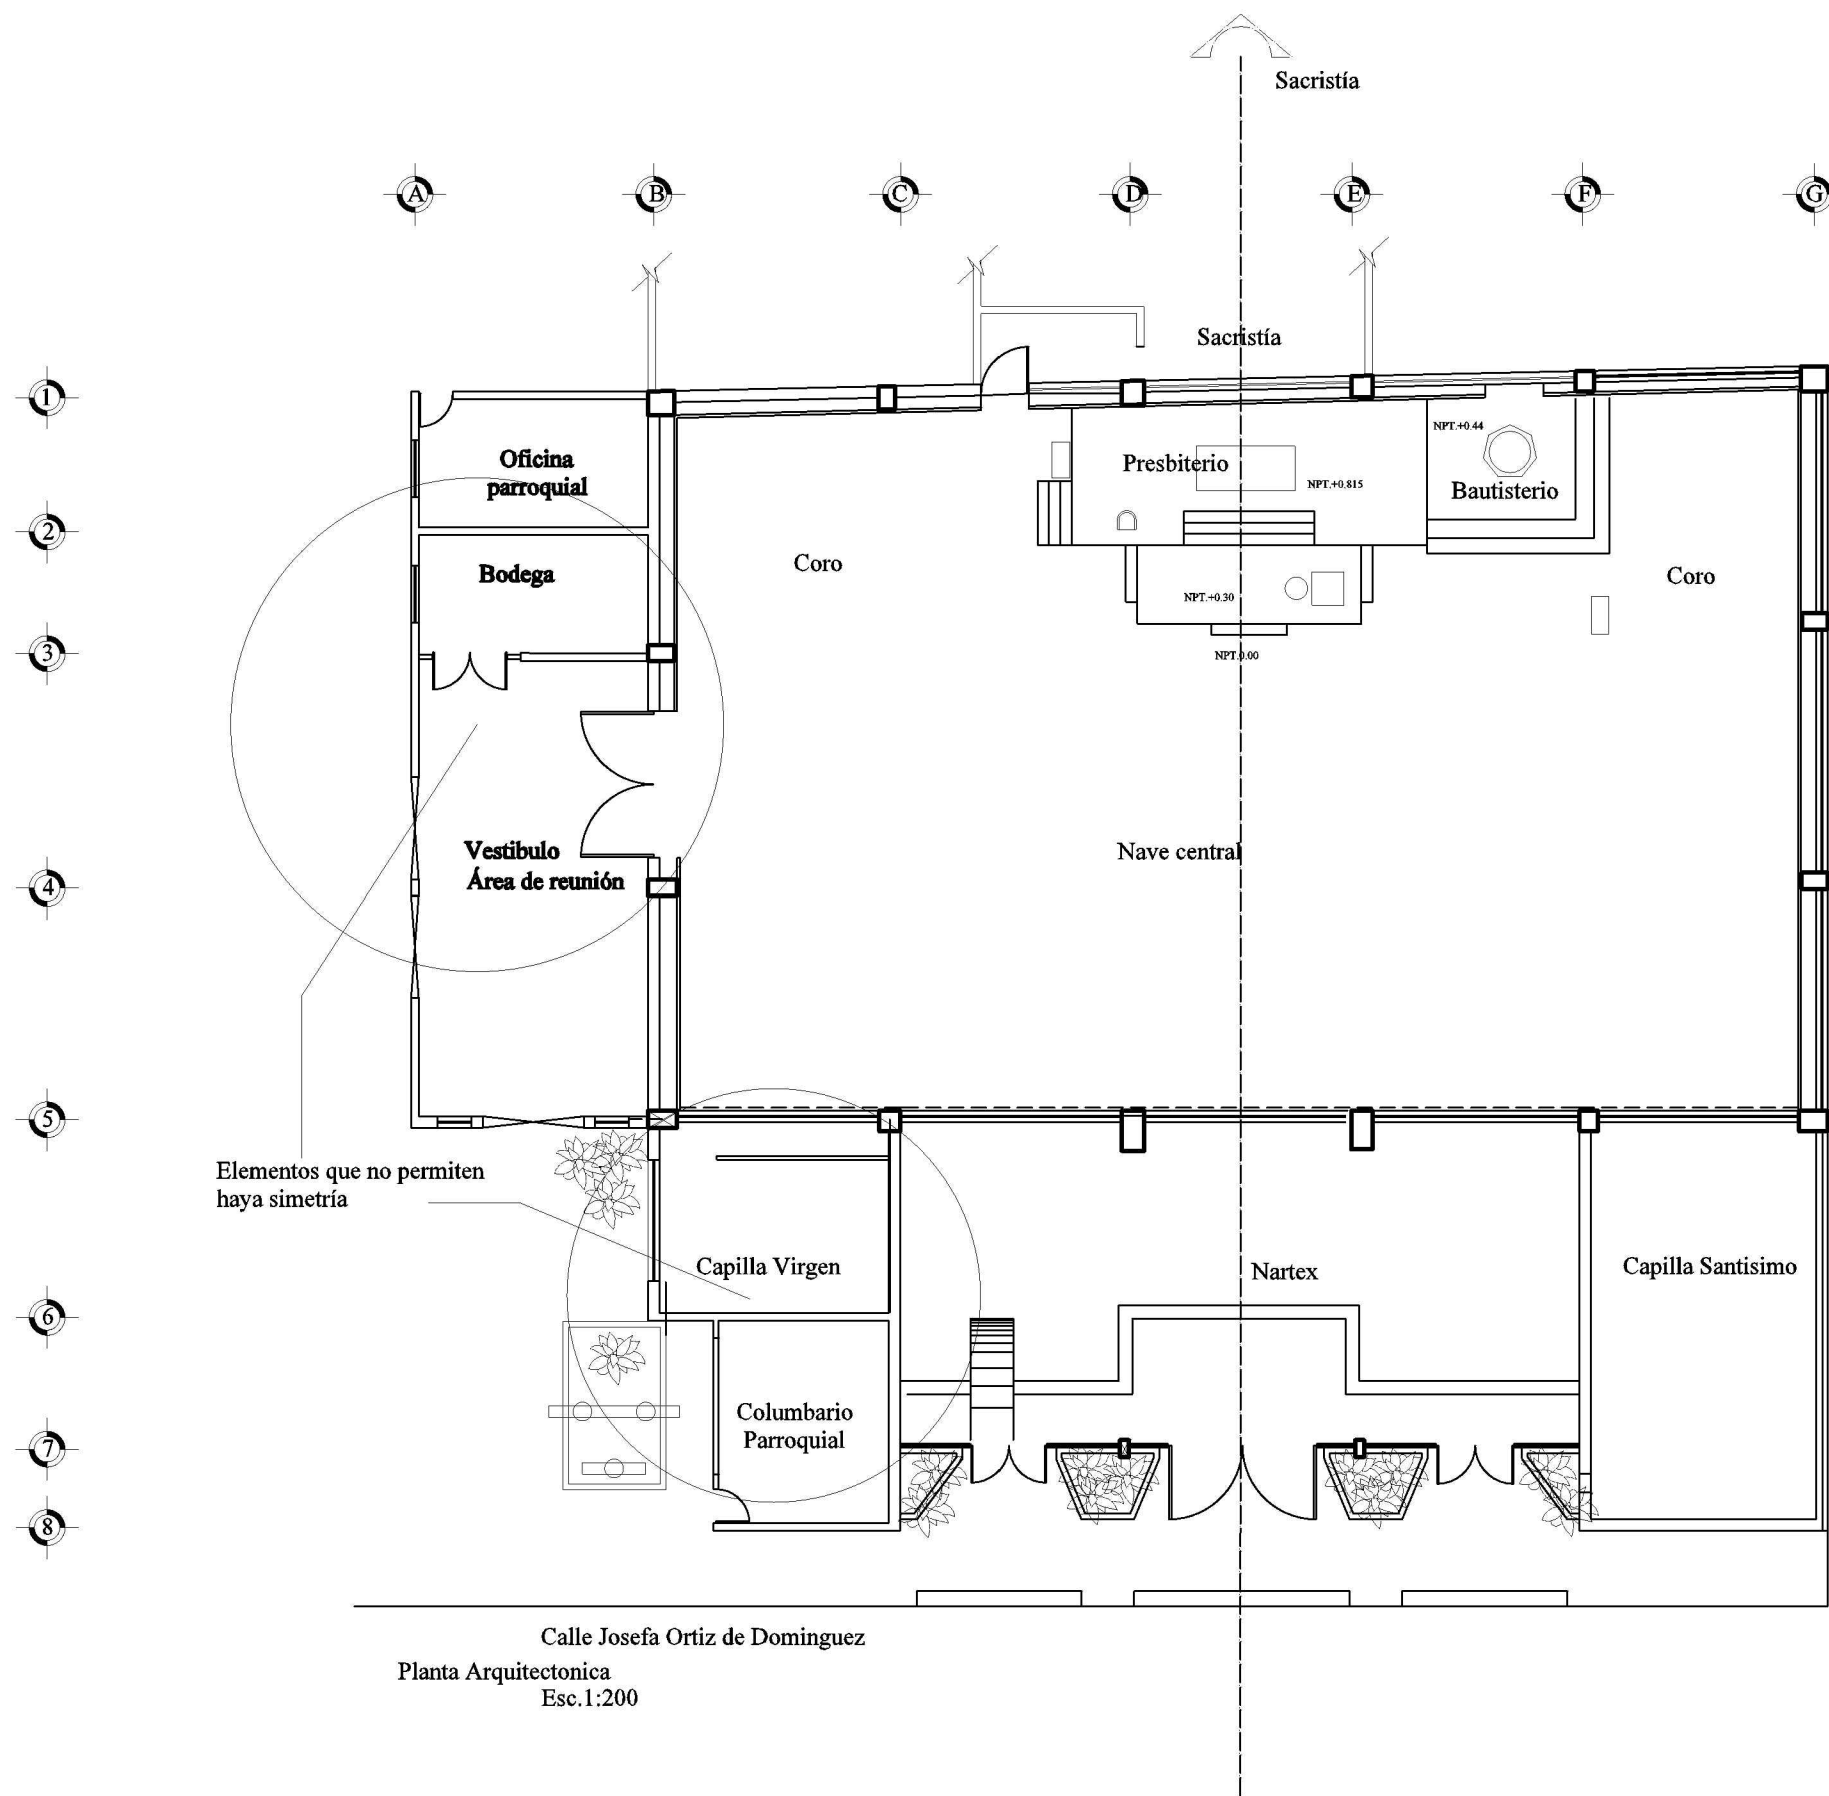 Sacristía
A
B
C
D
E
F
G
Sacristía
1
NPT.+0.44
Oficina
parroquial
Presbiterio
NPT.+0.815
Bautisterio
2
Coro
Bodega
Coro
NPT.+0.30
3
NPT.0.00
Vestibulo
Área de reunión
Nave central
4
5
Elementos que no permiten
haya simetría
Capilla Virgen
Nartex
Capilla Santisimo
6
Columbario
Parroquial
7
8
Calle Josefa Ortiz de Dominguez
Planta Arquitectonica
Esc.1:200